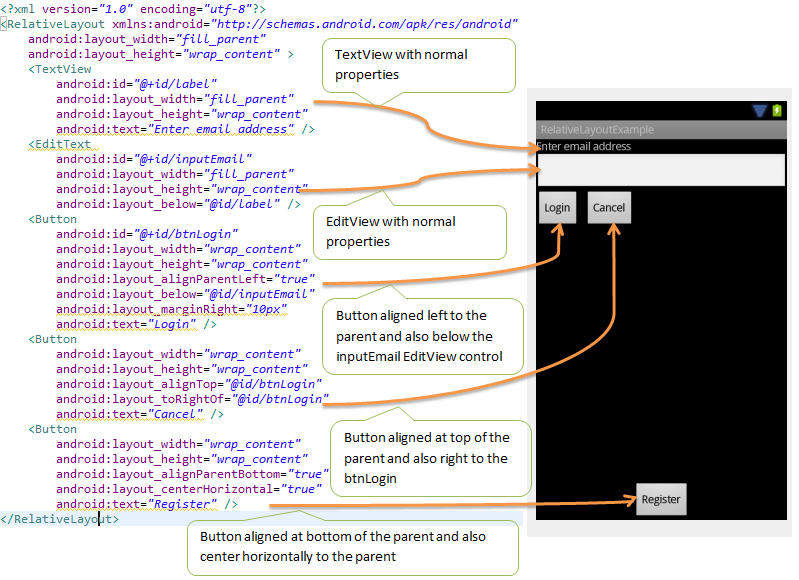 <?xml version="1.0" encoding="utf-8"?>
<RelativeLayout xmlns:android="http://schemas.android.com/apk/res/android"
android:layout_width="fill_parent"
android:layout_height="wrap_content" >
<TextView
android:id="@+id/label"
android:layout_width="fill_parent"
android:layout_height="wrap_content"
android:text="Enter email address" />
<EditText
android:id="@+id/inputEmail"
android:layout_width="fill_parent"
android:layout_height="wrap_content"
android:layout_below="@id/label" />
<Button
android:id="@+id/btnLogin"
android:layout_width="wrap_content"
android:layout_height="wrap_content"
android:layout_alignParentLeft="true"
android:layout_below="@id/inputEmail"
android:layout_marginRight="10px"
android:text="Login" />
<Button
android:layout_width="wrap_content"
android:layout_height="wrap_content"
android:layout_alignTop="@id/btnLogin"
android:layout_toRightOf="@id/btnLogin"
android:text="Cancel" />
<Button
android:layout_width="wrap_content"
android:layout_height="wrap_content"
android:layout_alignParentBottom="true"
android:layout_centerHorizontal="true"
android:text="Register" />
</RelativeLayout>
TextView with normal
properties
EditView with normal
properties
Button aligned left to the
parent and also below the
inputEmail EditView control
Button aligned at top of the
parent and also right to the
btnLogin
Button aligned at bottom of the parent and also
center horizontally to the parent
RelativeLayoutExample
Enter email address
Login
Cancel
Register